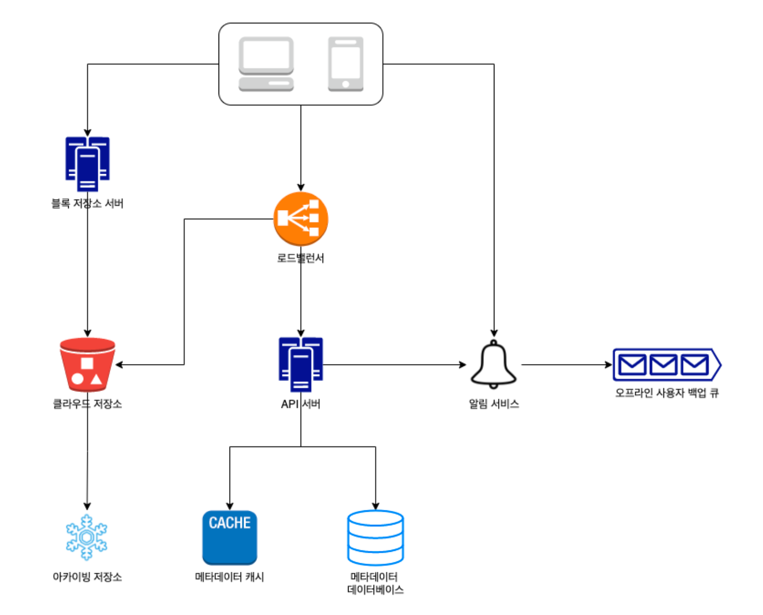 블록 저장소 서버
로드밸런서
클라우드 저장소
API 서버
알림 서비스
오프라인 사용자 백업 큐
CACHE
아카이빙 저장소
메타데이터 캐시
메타데이터
데이터베이스